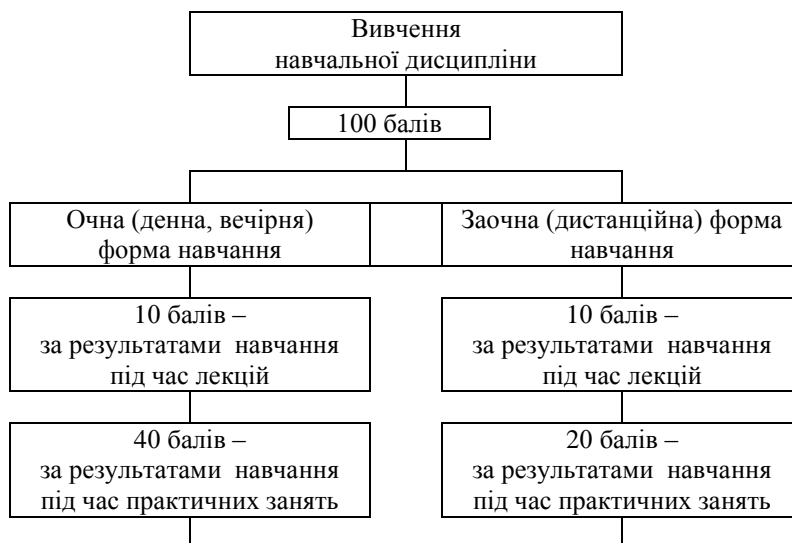 Вивчення
навчальної дисципліни
100 балів
Очна (денна, вечірня)
форма навчання
Заочна (дистанційна) форма
навчання
10 балів –
за результатами навчання
під час лекцій
10 балів –
за результатами навчання
під час лекцій
40 балів –
за результатами навчання
під час практичних занять
20 балів –
за результатами навчання
під час практичних занять